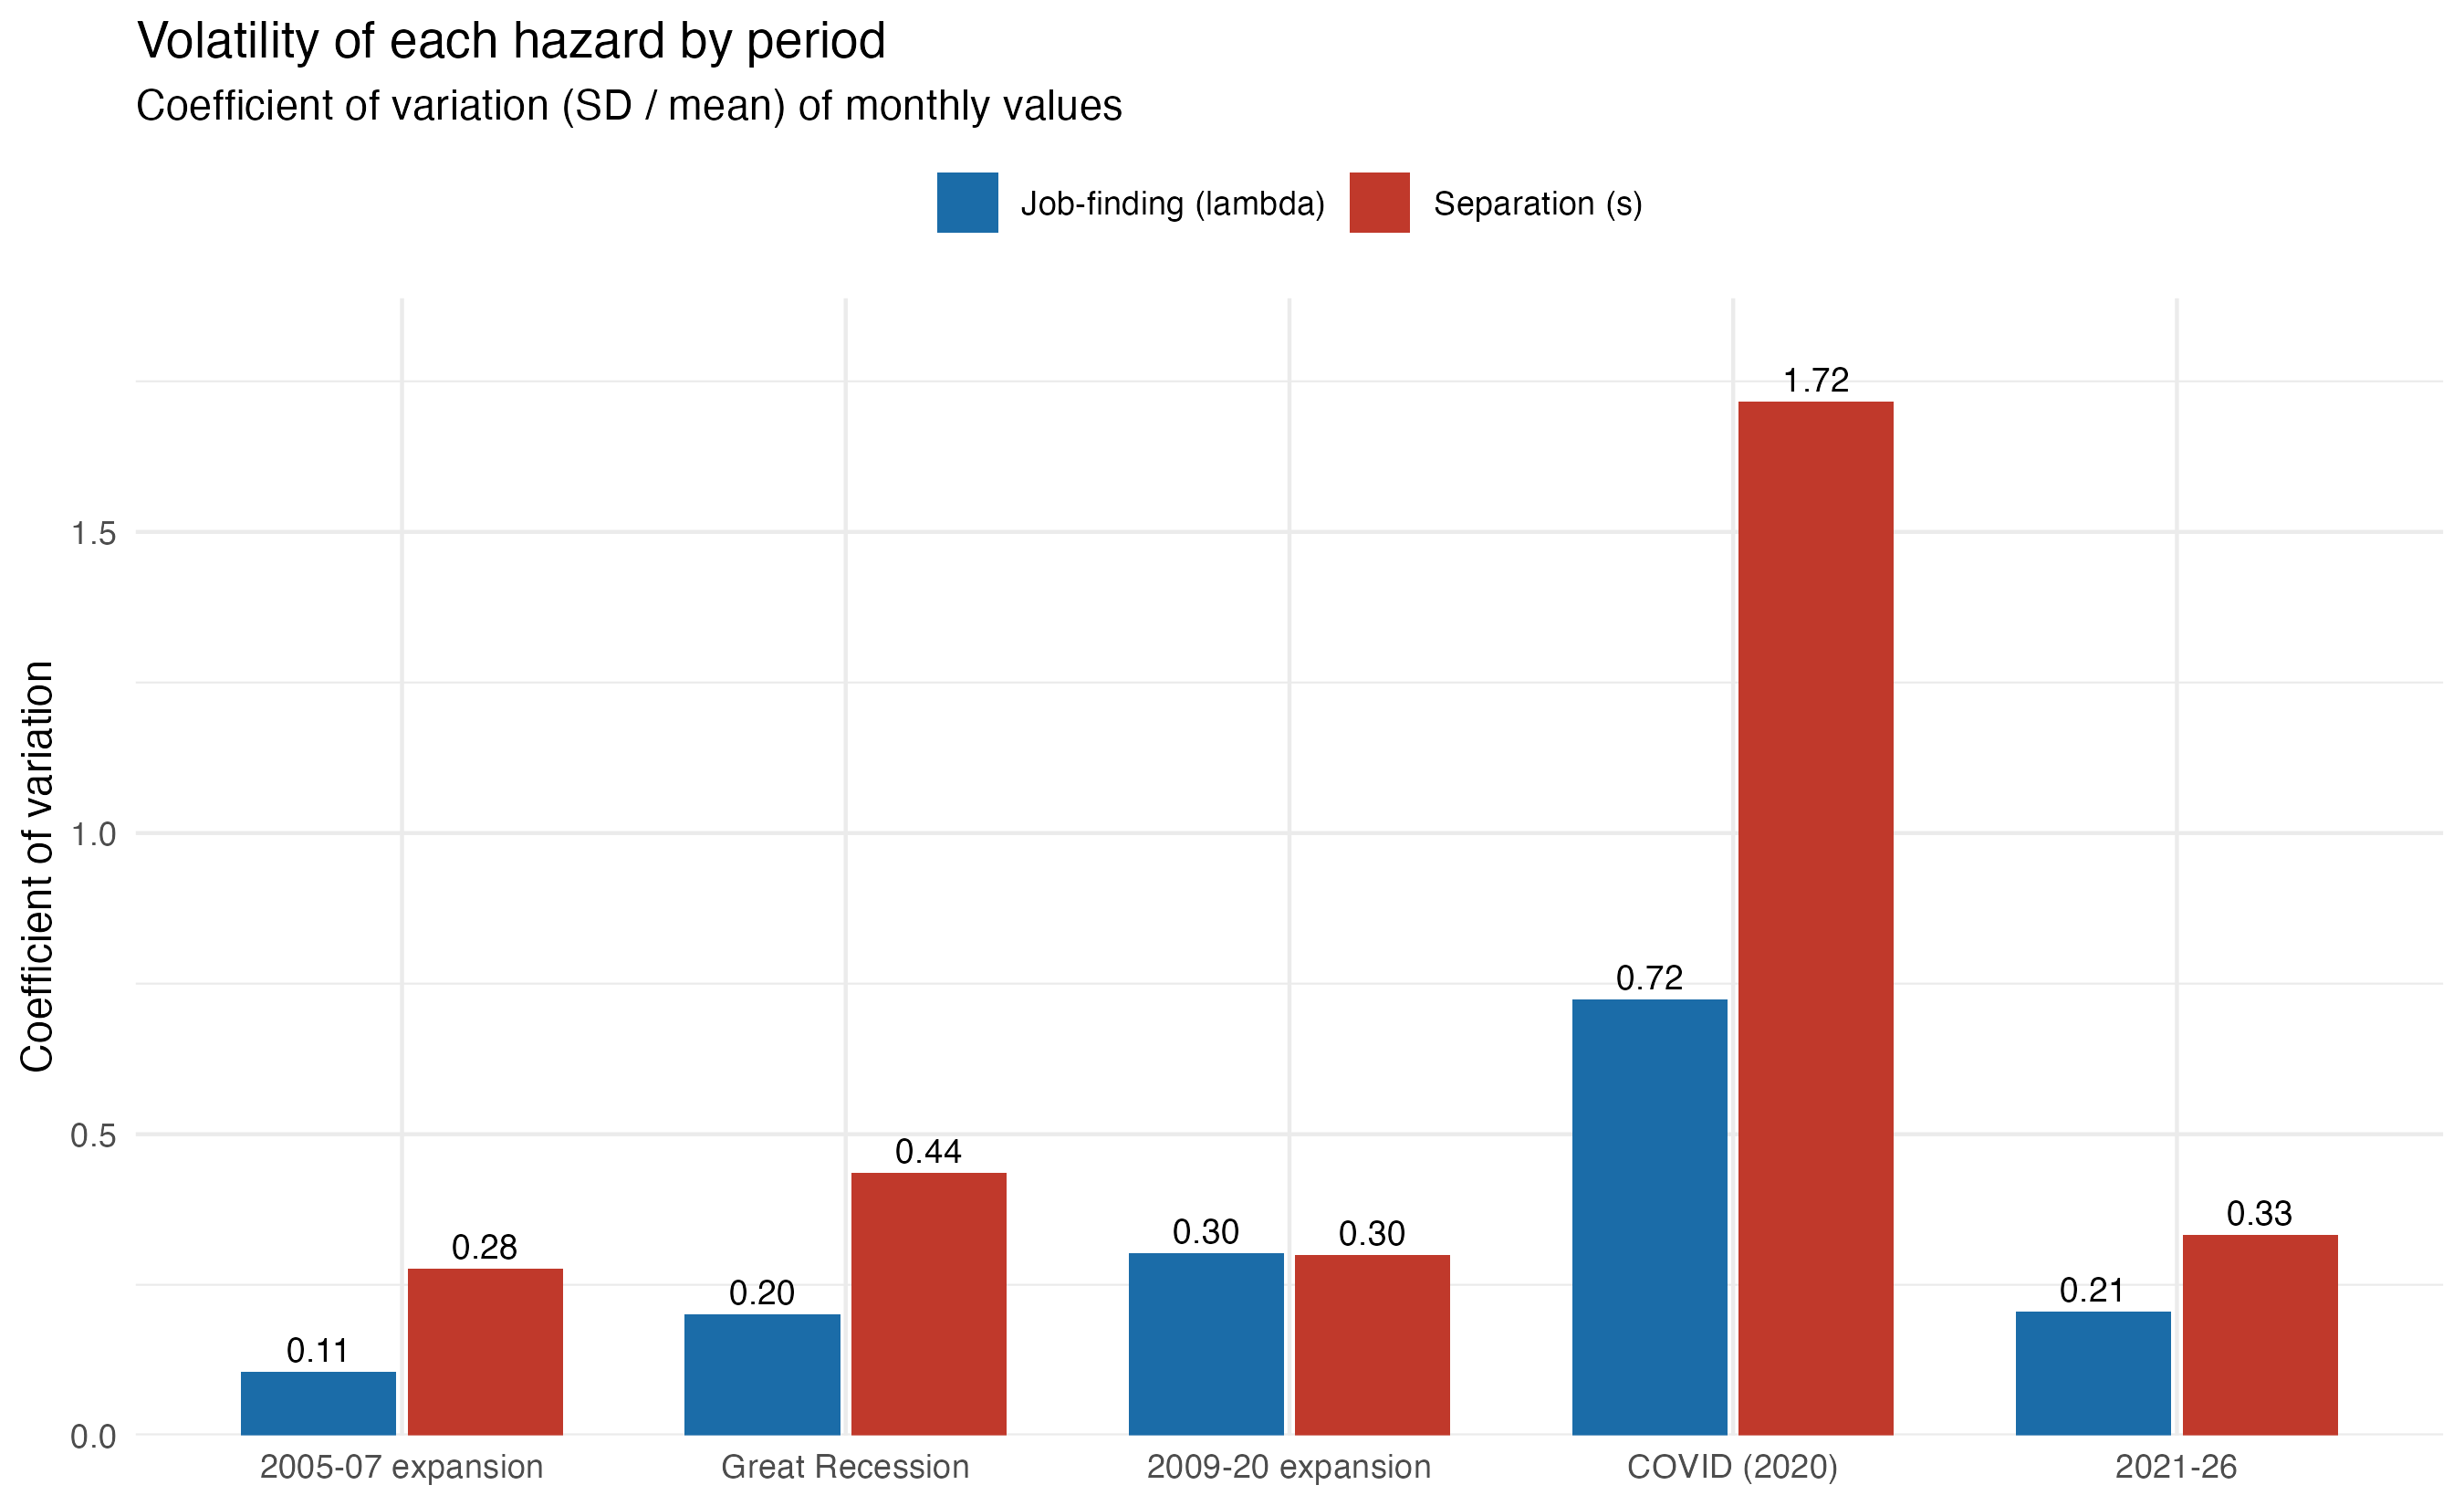 Volatility of each hazard by period
Coefficient of variation (SD / mean) of monthly values
Job-finding (lambda) Separation (s)
Coefficient of variation
1.5
1.0
0.5
0.0
0.11
0.28
0.20
0.44
0.30
0.30
0.72
1.72
0.21
0.33
2005-07 expansion
Great Recession
2009-20 expansion
COVID (2020)
2021-26